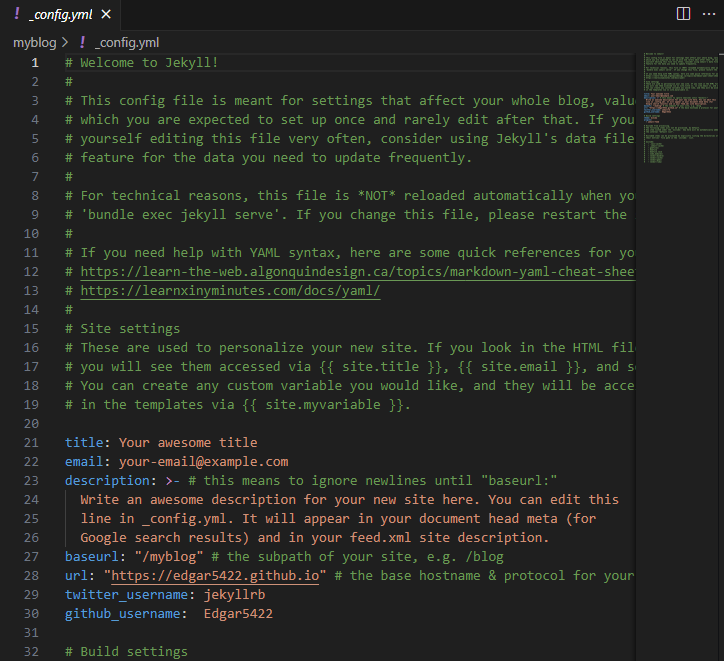 ! _config.yml ×
myblog > ! _config.yml
1 # Welcome to Jekyll!
2 #
3 # This config file is meant for settings that affect your whole blog, valu
4 # which you are expected to set up once and rarely edit after that. If you
5 # yourself editing this file very often, consider using Jekyll's data file
6 # feature for the data you need to update frequently.
7 #
8 # For technical reasons, this file is *NOT* reloaded automatically when yo
9 # 'bundle exec jekyll serve'. If you change this file, please restart the
10 #
11 # If you need help with YAML syntax, here are some quick references for yo
12 # https://learn-the-web.algonquindesign.ca/topics/markdown-yaml-cheat-shee
13 # https://learnxinyminutes.com/docs/yaml/
14 #
15 # Site settings
16 # These are used to personalize your new site. If you look in the HTML fil
17 # you will see them accessed via {{ site.title }}, {{ site.email }}, and so
18 # You can create any custom variable you would like, and they will be acce
19 # in the templates via {{ site.myvariable }}.
20
21 title: Your awesome title
22 email: your-email@example.com
23 description: >- # this means to ignore newlines until "baseurl:"
24 Write an awesome description for your new site here. You can edit this
25 line in _config.yml. It will appear in your document head meta (for
26 Google search results) and in your feed.xml site description.
27 baseurl: "/myblog" # the subpath of your site, e.g. /blog
28 url: "https://edgar5422.github.io" # the base hostname & protocol for your
29 twitter_username: jekyllrb
30 github_username:  Edgar5422
31
32 # Build settings